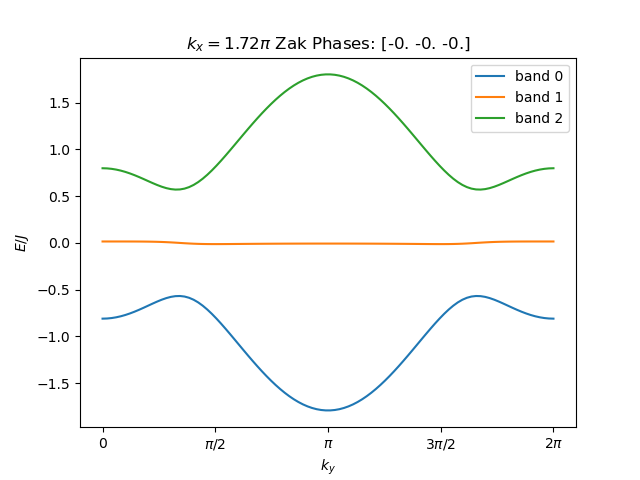 $k_x = 1.72\pi$ Zak Phases: [-0. -0. -0.]
band 0
band 1
band 2
1.5
1.0
0.5
0.0
−0.5
−1.0
−1.5
E/J
0 π/2 π 3π/2 2π
$k_y$